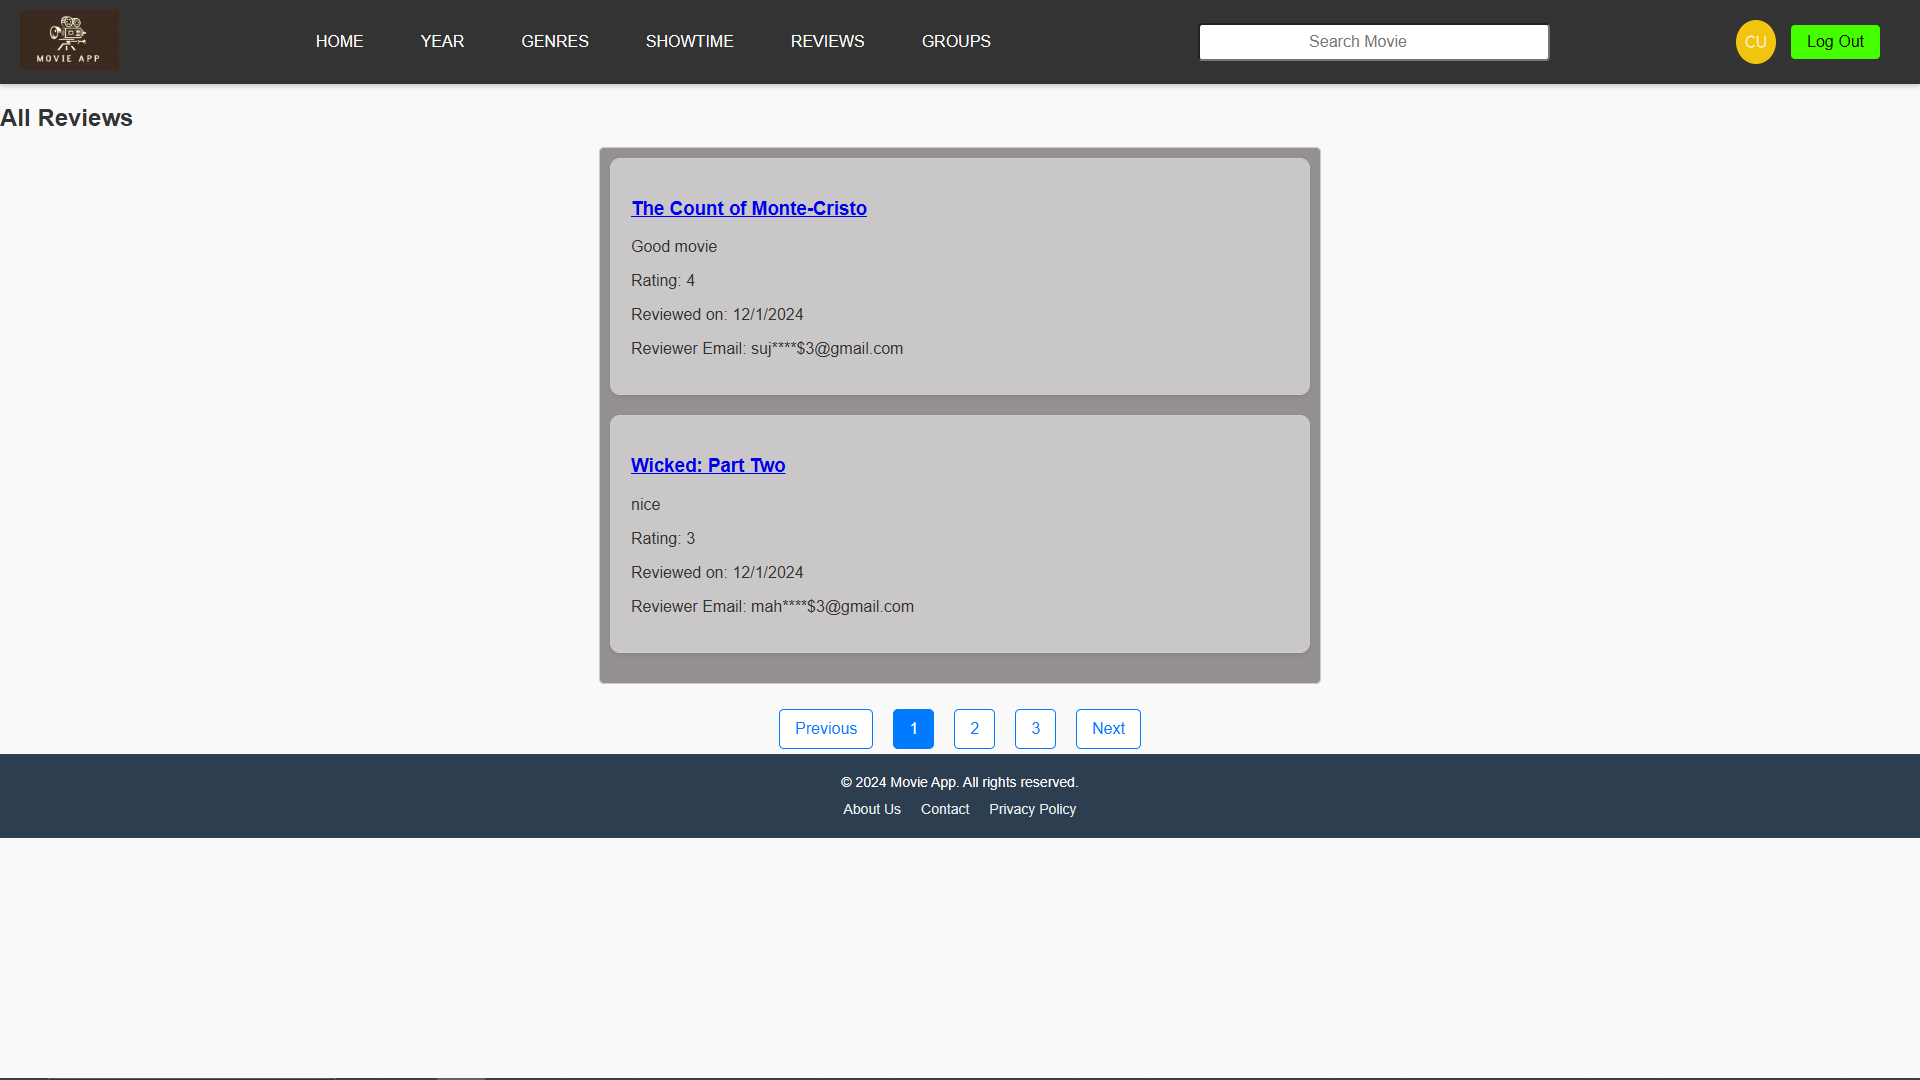 MOVIE APP
HOME YEAR GENRES SHOWTIME REVIEWS GROUPS Search Movie CU Log Out
All Reviews
The Count of Monte-Cristo
Good movie
Rating: 4
Reviewed on: 12/1/2024
Reviewer Email: suj****$3@gmail.com
Wicked: Part Two
nice
Rating: 3
Reviewed on: 12/1/2024
Reviewer Email: mah****$3@gmail.com
Previous 1 2 3 Next
© 2024 Movie App. All rights reserved.
About Us Contact Privacy Policy